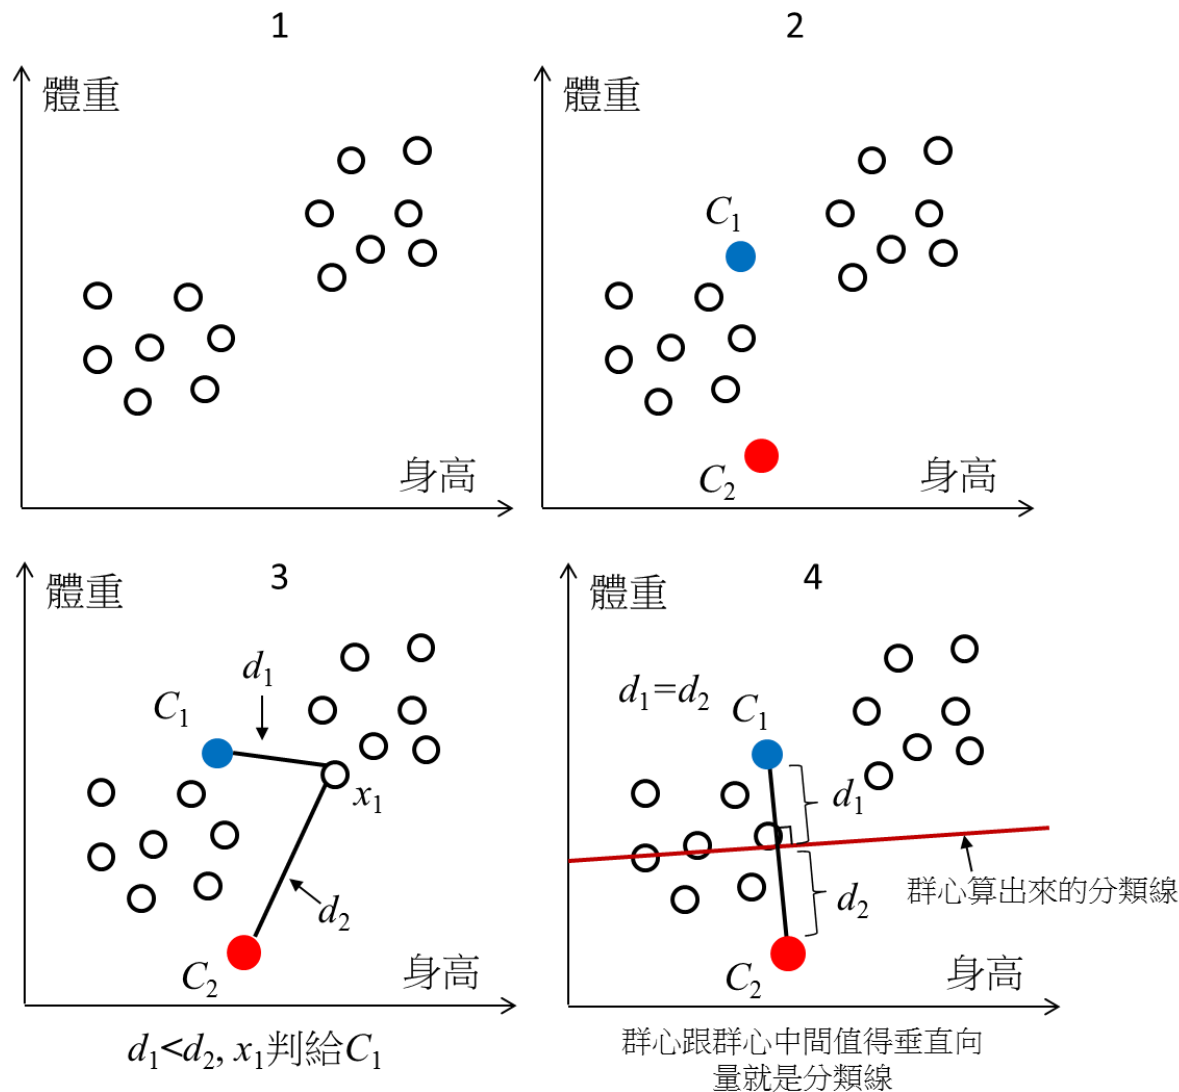 1
體重
身高
2
體重
C₁
C₂
身高
3
體重
d₁
C₁
x₁
d₂
C₂
身高
d₁<d₂, x₁判給C₁
4
體重
d₁=d₂
C₁
d₁
群心算出來的分類線
d₂
C₂
身高
群心跟群心中間值得垂直向
量就是分類線